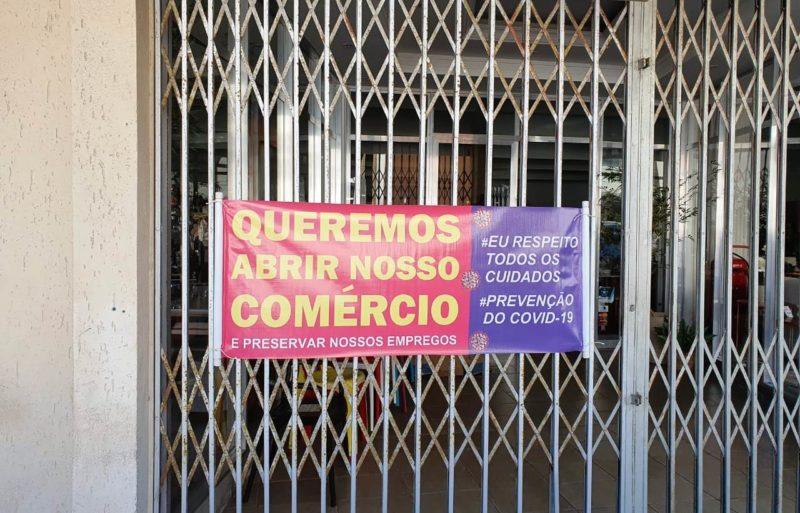 QUEREMOS
ABRIR NOSSO
COMÉRCIO
E PRESERVAR NOSSOS EMPREGOS
#EU RESPEITO
TODOS OS
CUIDADOS
#PREVENÇÃO
DO COVID-19